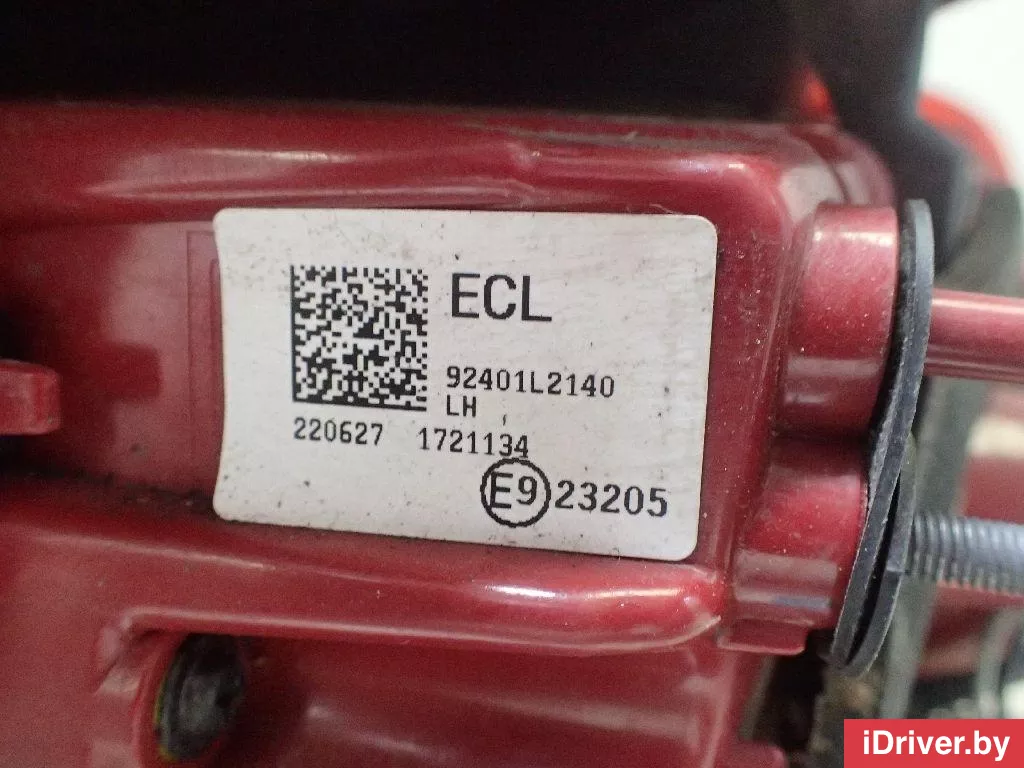 ECL
92401L2140
LH
220627 1721134
E9 23205
iDriver.by